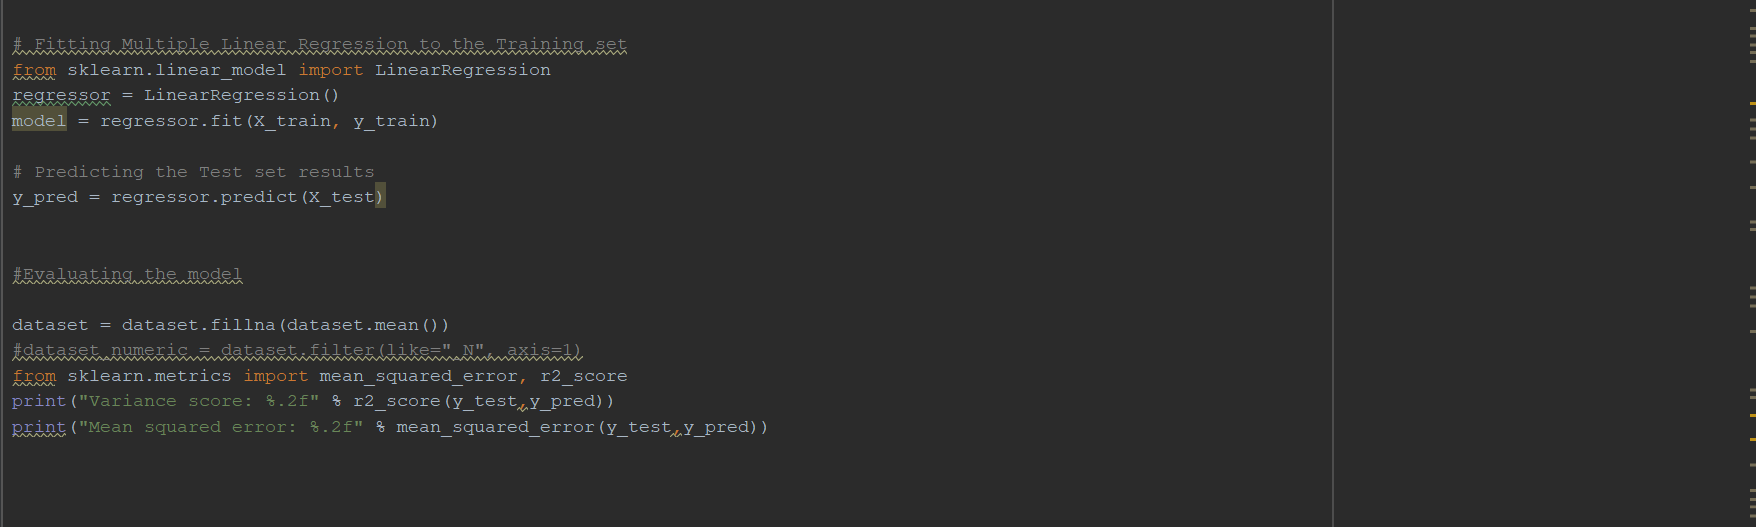 # Fitting Multiple Linear Regression to the Training set
from sklearn.linear_model import LinearRegression
regressor = LinearRegression()
model = regressor.fit(X_train, y_train)
# Predicting the Test set results
y_pred = regressor.predict(X_test)
#Evaluating the model
dataset = dataset.fillna(dataset.mean())
#dataset_numeric = dataset.filter(like="_N", axis=1)
from sklearn.metrics import mean_squared_error, r2_score
print("Variance score: %.2f" % r2_score(y_test,y_pred))
print("Mean squared error: %.2f" % mean_squared_error(y_test,y_pred))